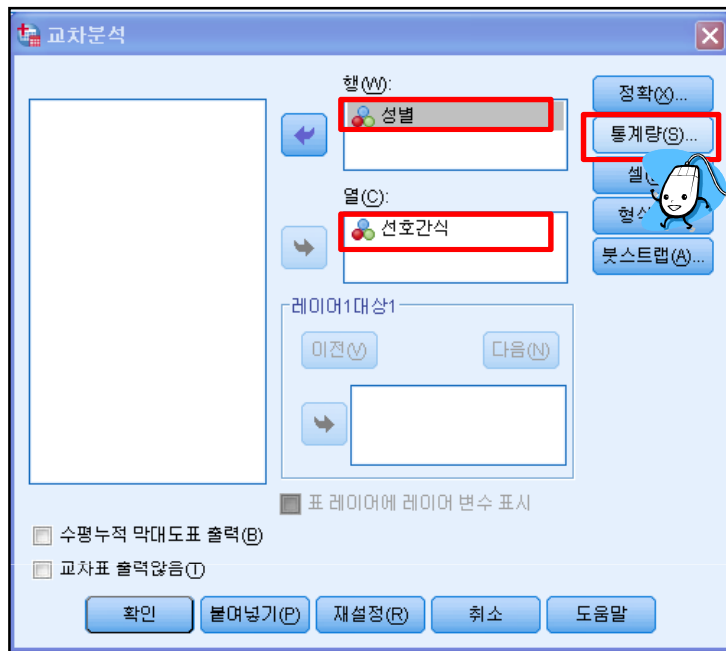 교차분석
행(W):
성별
정확(X)...
통계량(S)...
열(C):
선호간식
붓스트랩(A)...
레이어1대상1
이전(V)
다음(N)
표 레이어에 레이어 변수 표시
수평누적 막대도표 출력(B)
교차표 출력않음(T)
확인
붙여넣기(P)
재설정(R)
취소
도움말